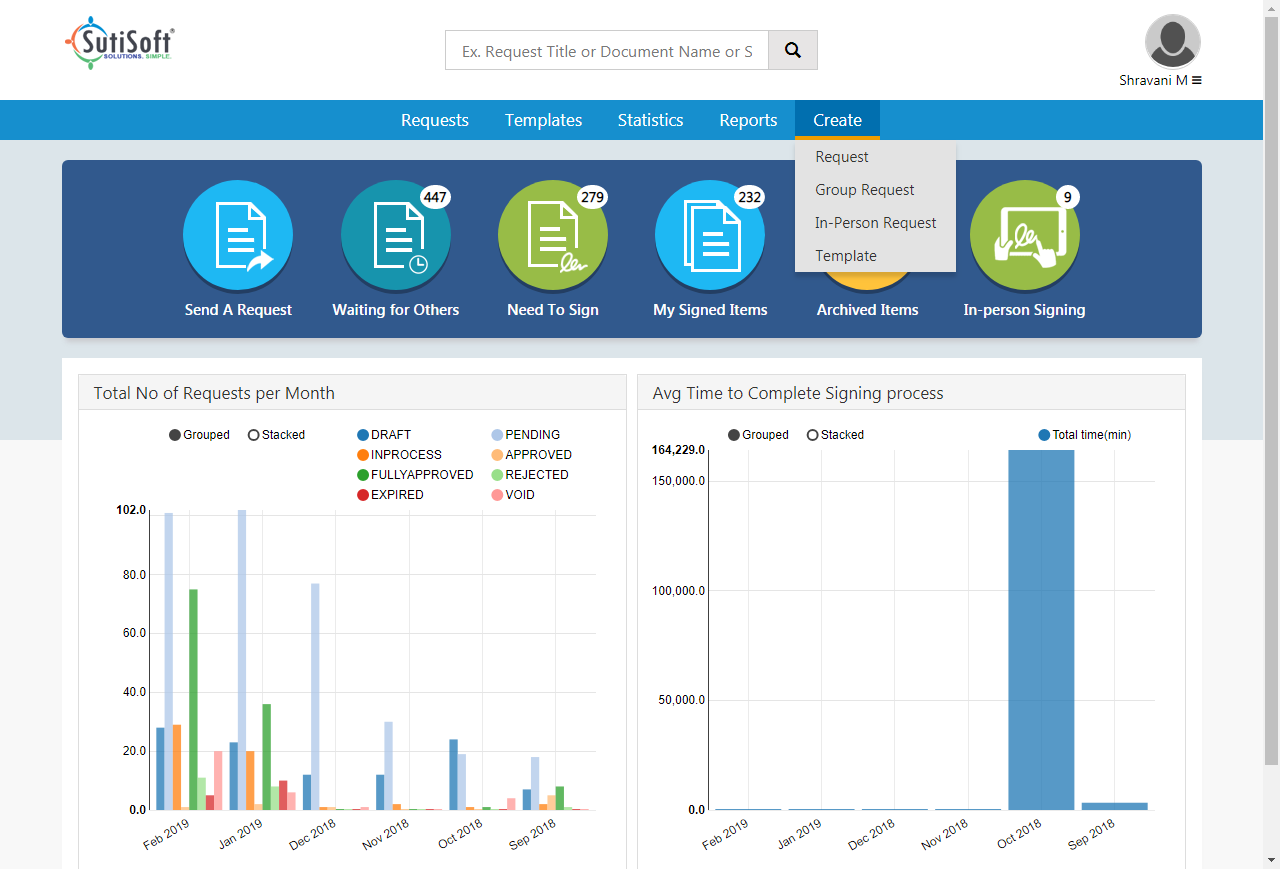 SutiSoft®
SOLUTIONS. SIMPLE.
Ex. Request Title or Document Name or S
Shravani M
Requests Templates Statistics Reports Create
Request
Group Request
In-Person Request
Template
447 279 232 9
Send A Request Waiting for Others Need To Sign My Signed Items Archived Items In-person Signing
Total No of Requests per Month
Grouped Stacked DRAFT PENDING
INPROCESS APPROVED
FULLYAPPROVED REJECTED
EXPIRED VOID
102.0
80.0
60.0
40.0
20.0
0.0
Feb 2019 Jan 2019 Dec 2018 Nov 2018 Oct 2018 Sep 2018
Avg Time to Complete Signing process
Grouped Stacked Total time(min)
164,229.0
150,000.0
100,000.0
50,000.0
0.0
Feb 2019 Jan 2019 Dec 2018 Nov 2018 Oct 2018 Sep 2018